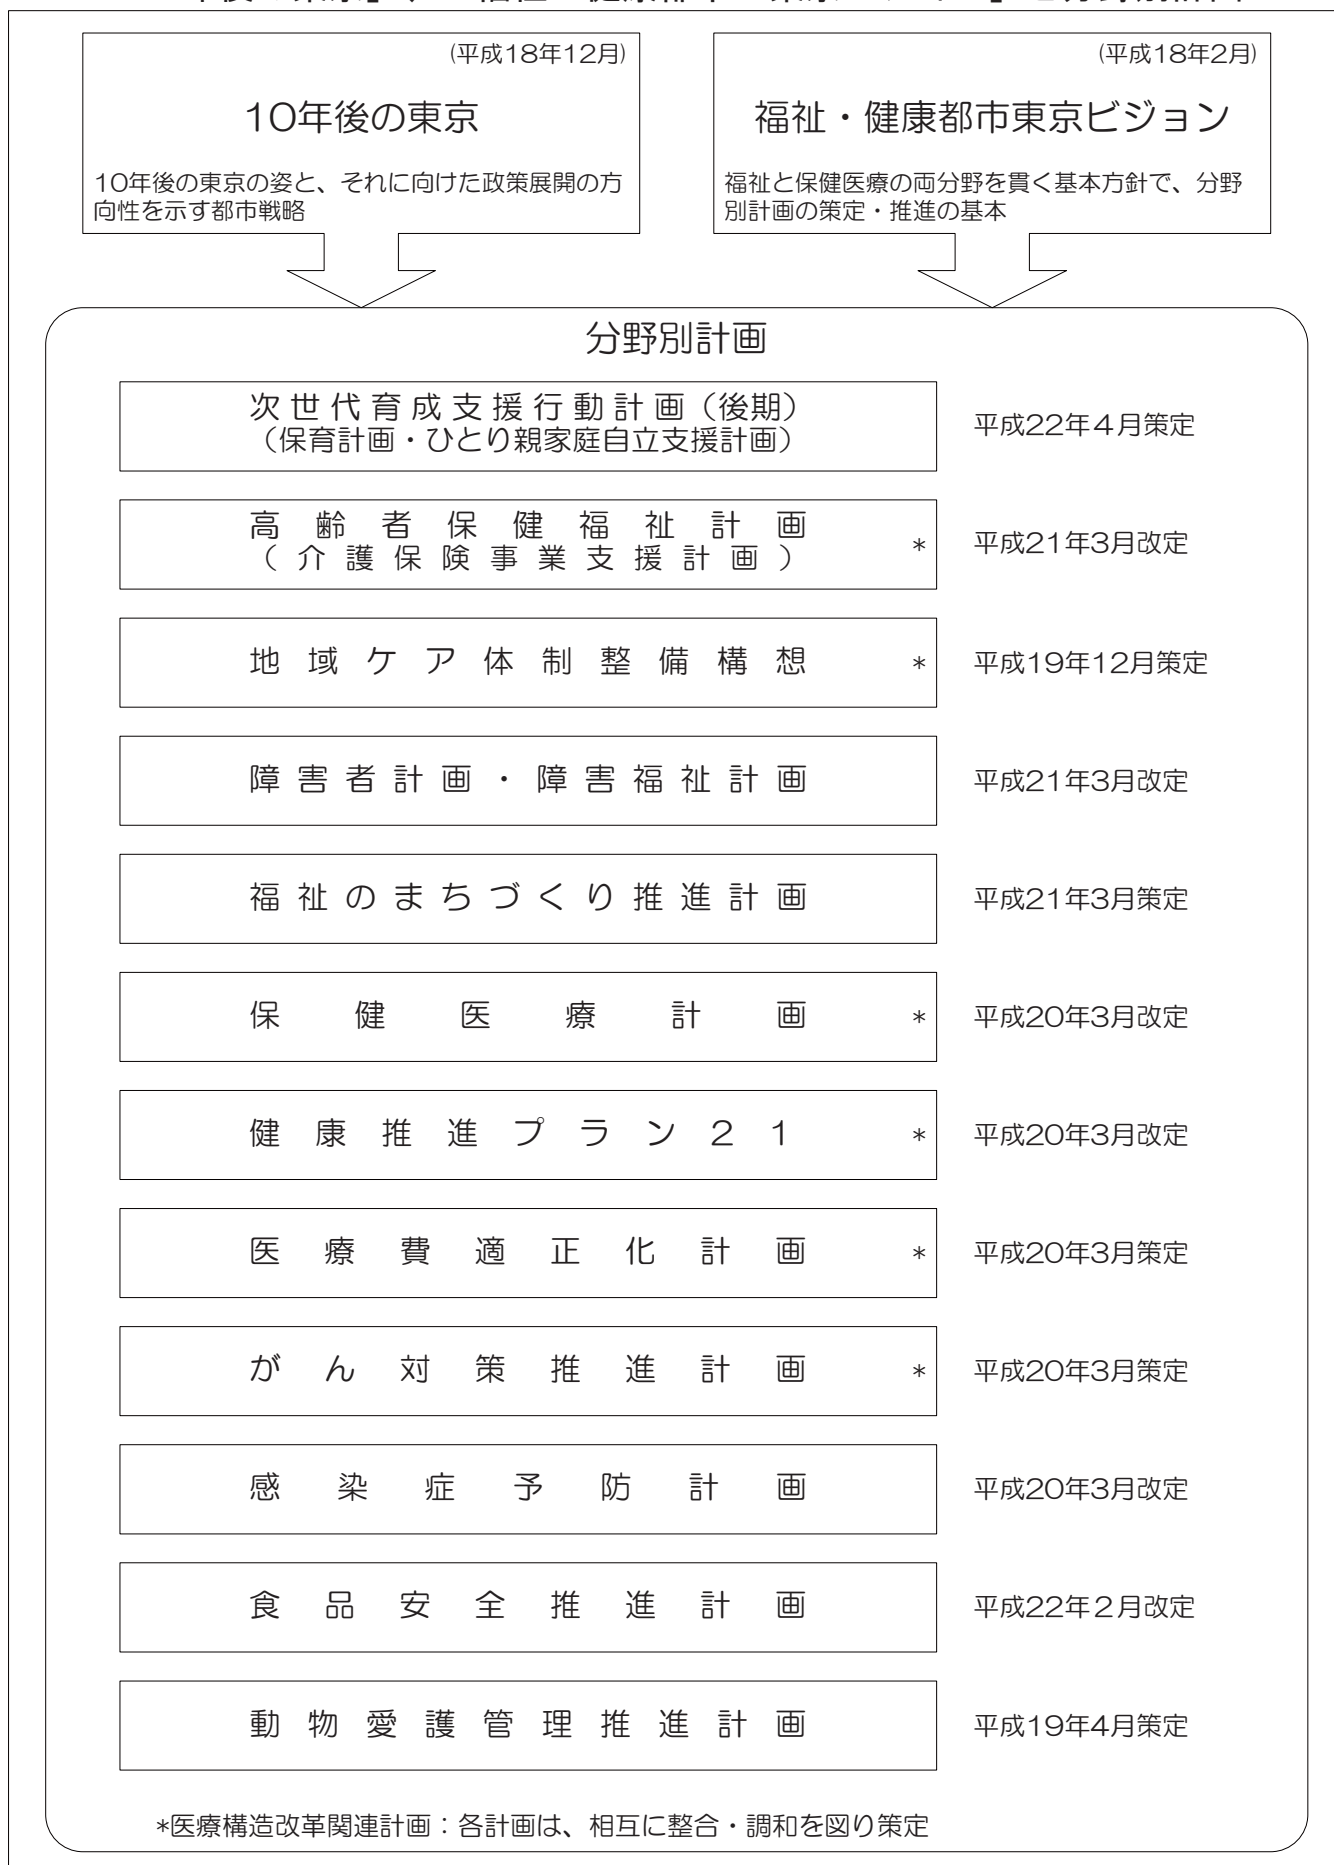 (平成18年12月)
10年後の東京
10年後の東京の姿と、それに向けた政策展開の方
向性を示す都市戦略
(平成18年2月)
福祉・健康都市東京ビジョン
福祉と保健医療の両分野を貫く基本方針で、分野
別計画の策定・推進の基本
分野別計画
次世代育成支援行動計画（後期）
（保育計画・ひとり親家庭自立支援計画）
平成22年４月策定
高齢者保健福祉計画
（介護保険事業支援計画）
*
平成21年3月改定
地域ケア体制整備構想 *
平成19年12月策定
障害者計画・障害福祉計画
平成21年3月改定
福祉のまちづくり推進計画
平成21年3月策定
保健医療計画 *
平成20年3月改定
健康推進プラン２１ *
平成20年3月改定
医療費適正化計画 *
平成20年3月策定
がん対策推進計画 *
平成20年3月策定
感染症予防計画
平成20年3月改定
食品安全推進計画
平成22年２月改定
動物愛護管理推進計画
平成19年4月策定
*医療構造改革関連計画：各計画は、相互に整合・調和を図り策定